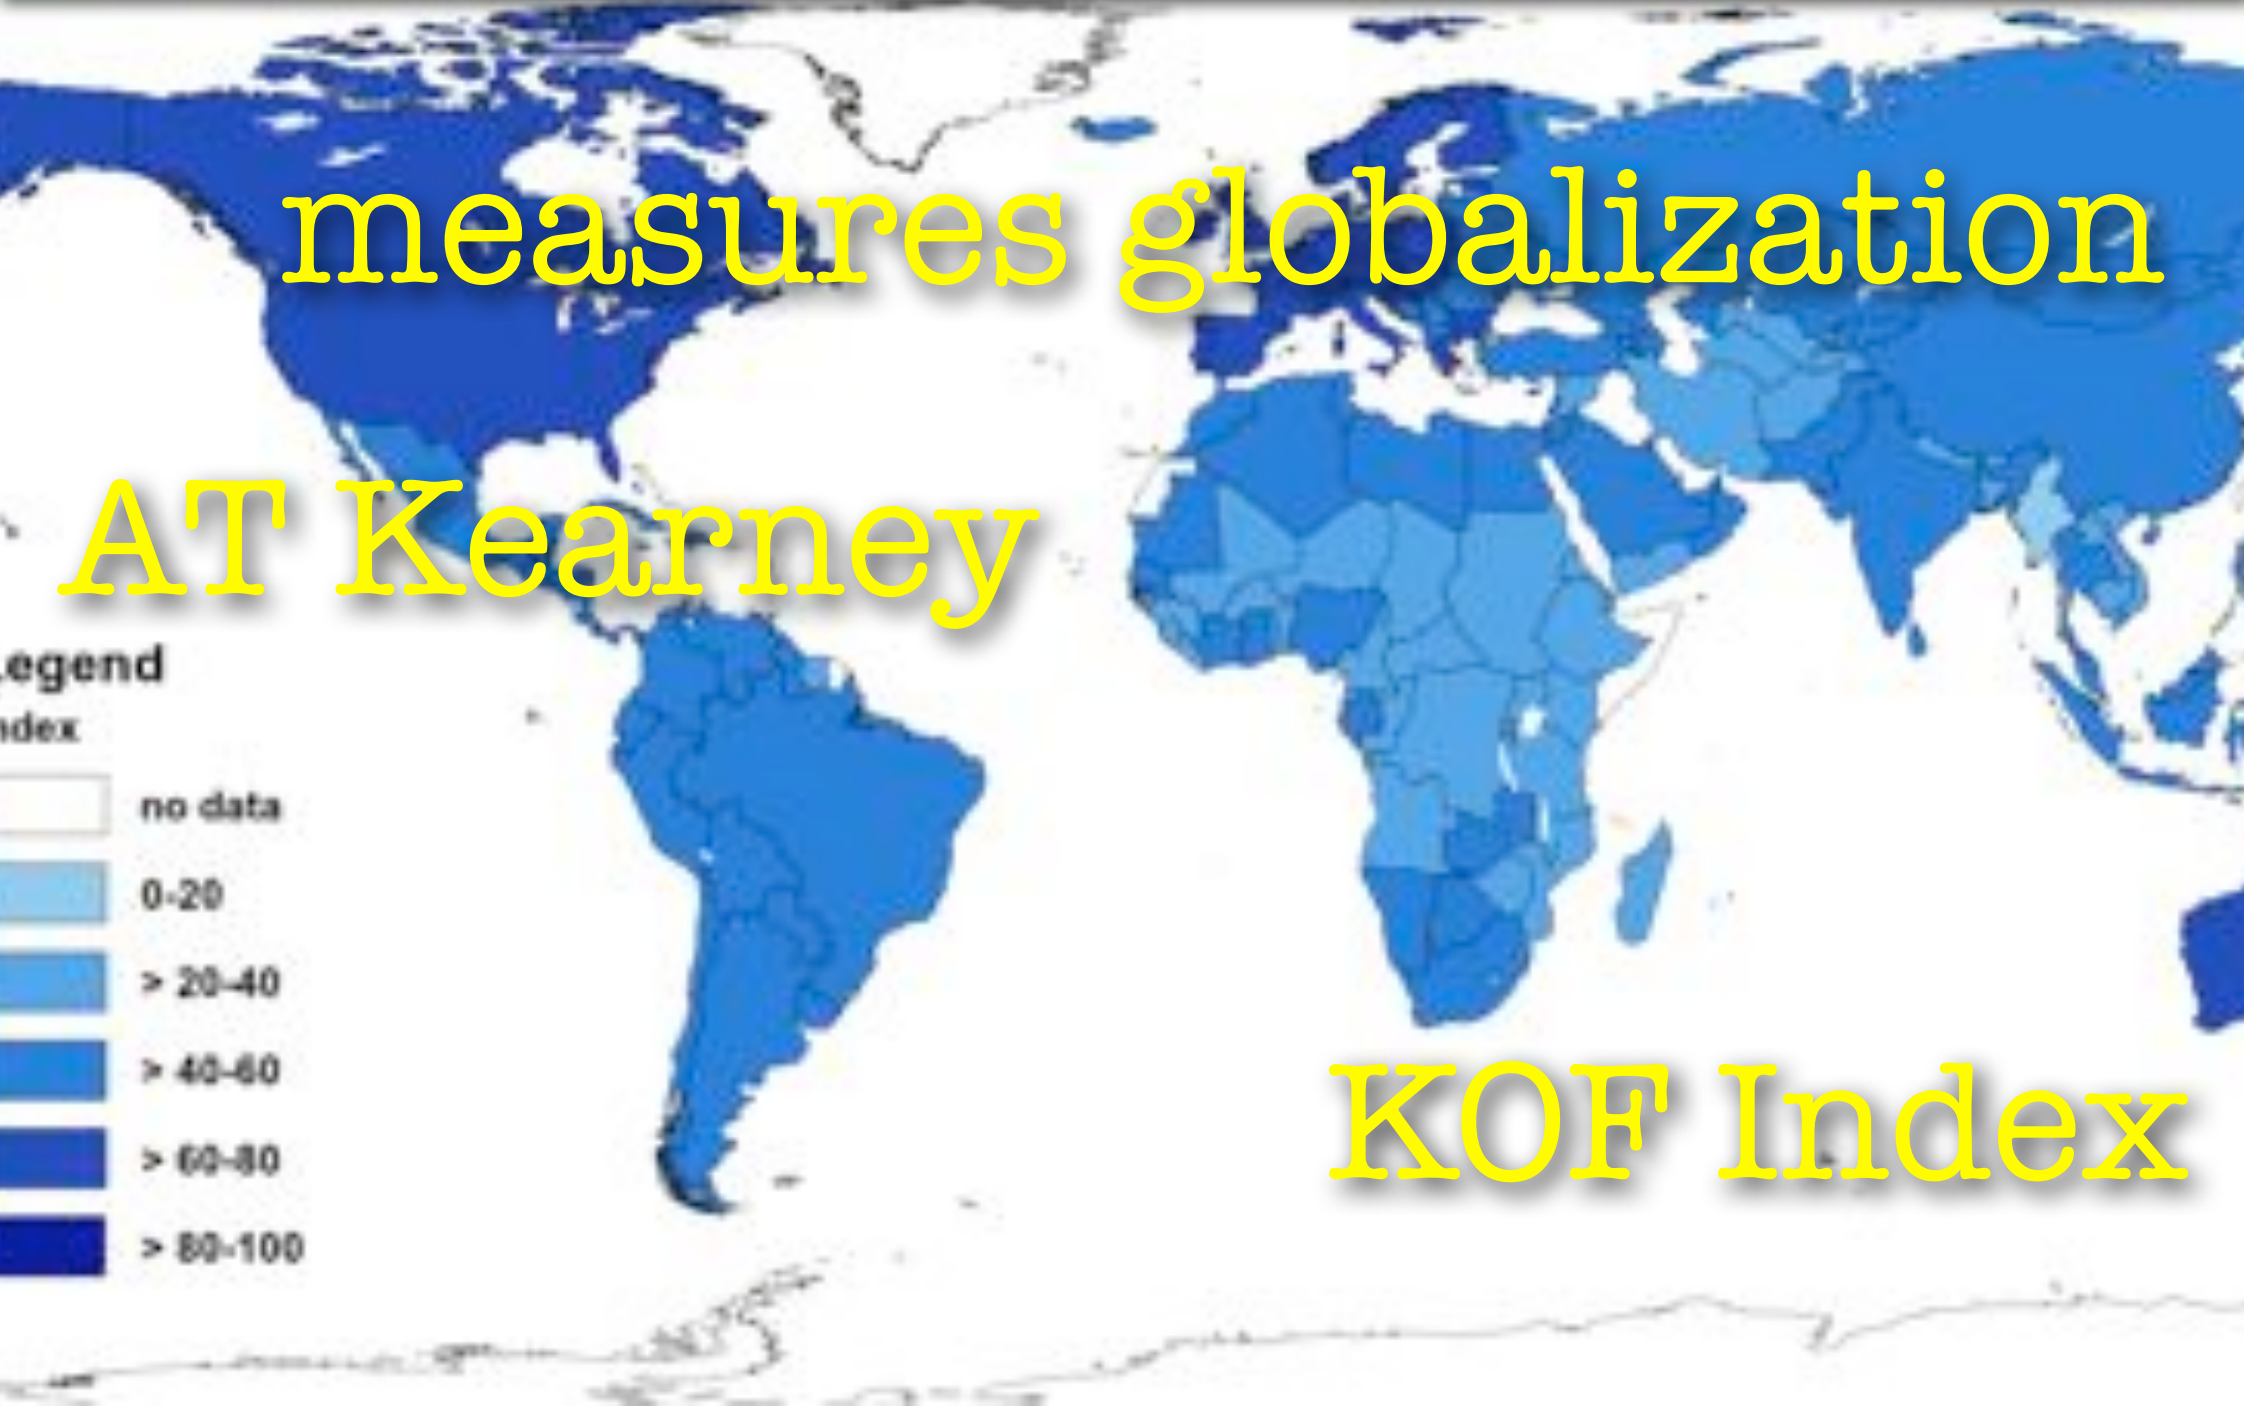 measures globalization
AT Kearney
egend
ndex
no data
0-20
> 20-40
> 40-60
> 60-80
> 80-100
KOF Index